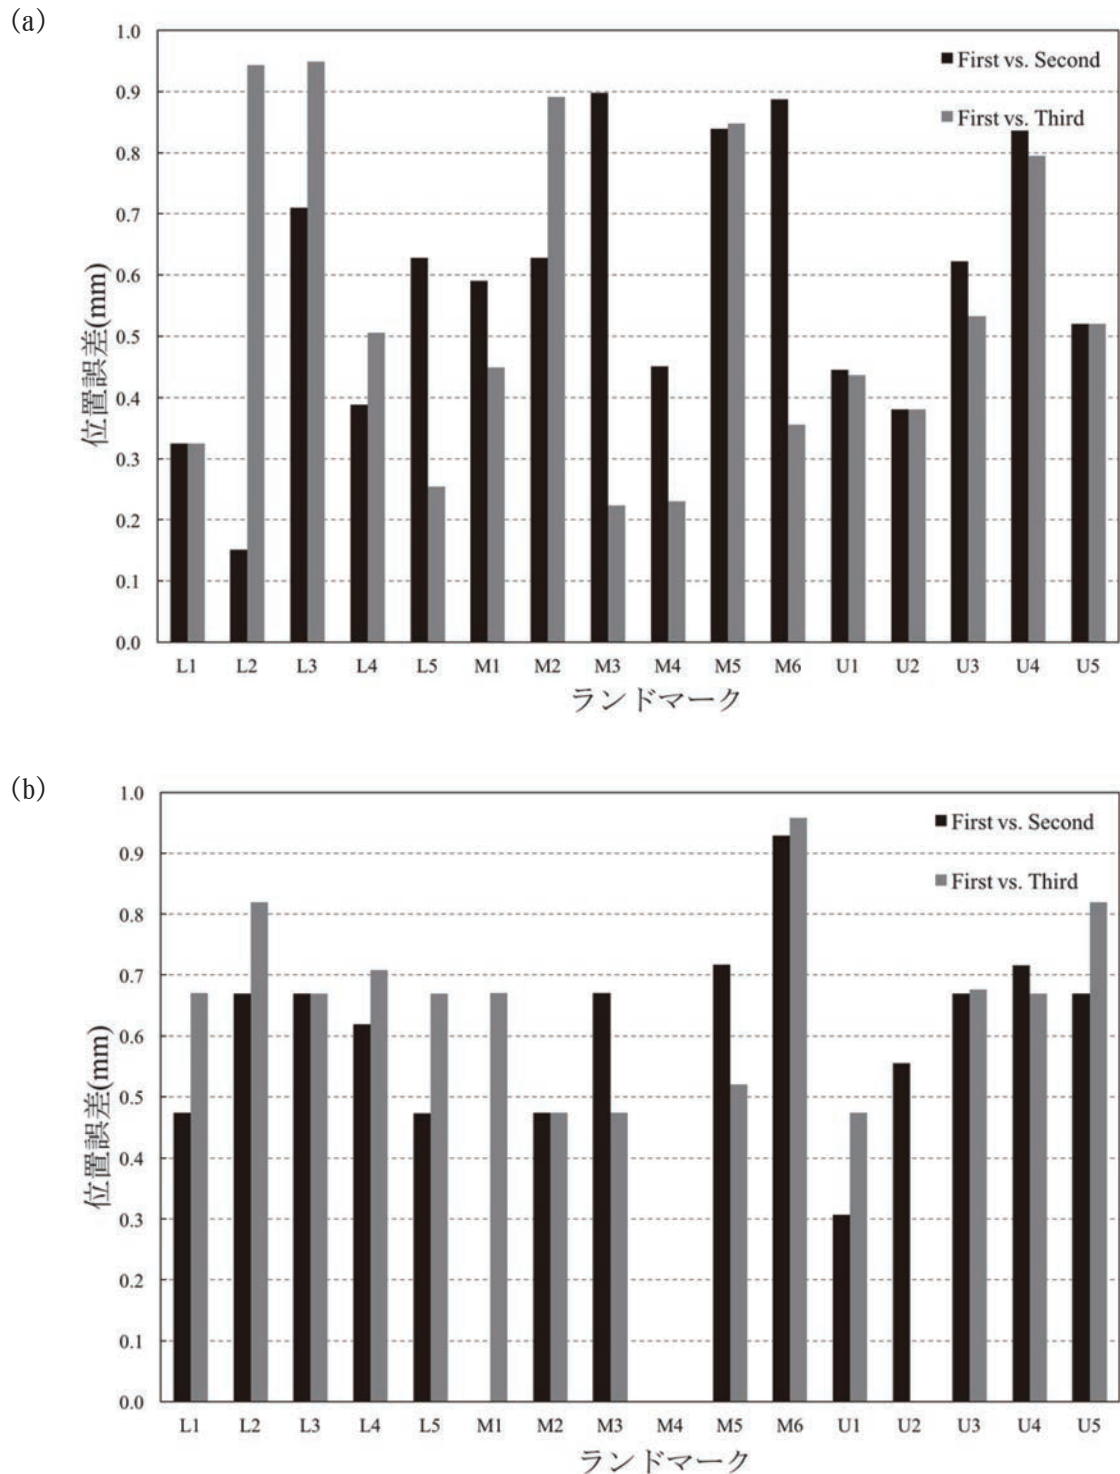 (a)
1.0
0.9
0.8
0.7
0.6
0.5
0.4
0.3
0.2
0.1
0.0
位置誤差(mm)
First vs. Second
First vs. Third
L1 L2 L3 L4 L5 M1 M2 M3 M4 M5 M6 U1 U2 U3 U4 U5
ランドマーク
(b)
1.0
0.9
0.8
0.7
0.6
0.5
0.4
0.3
0.2
0.1
0.0
位置誤差(mm)
First vs. Second
First vs. Third
L1 L2 L3 L4 L5 M1 M2 M3 M4 M5 M6 U1 U2 U3 U4 U5
ランドマーク